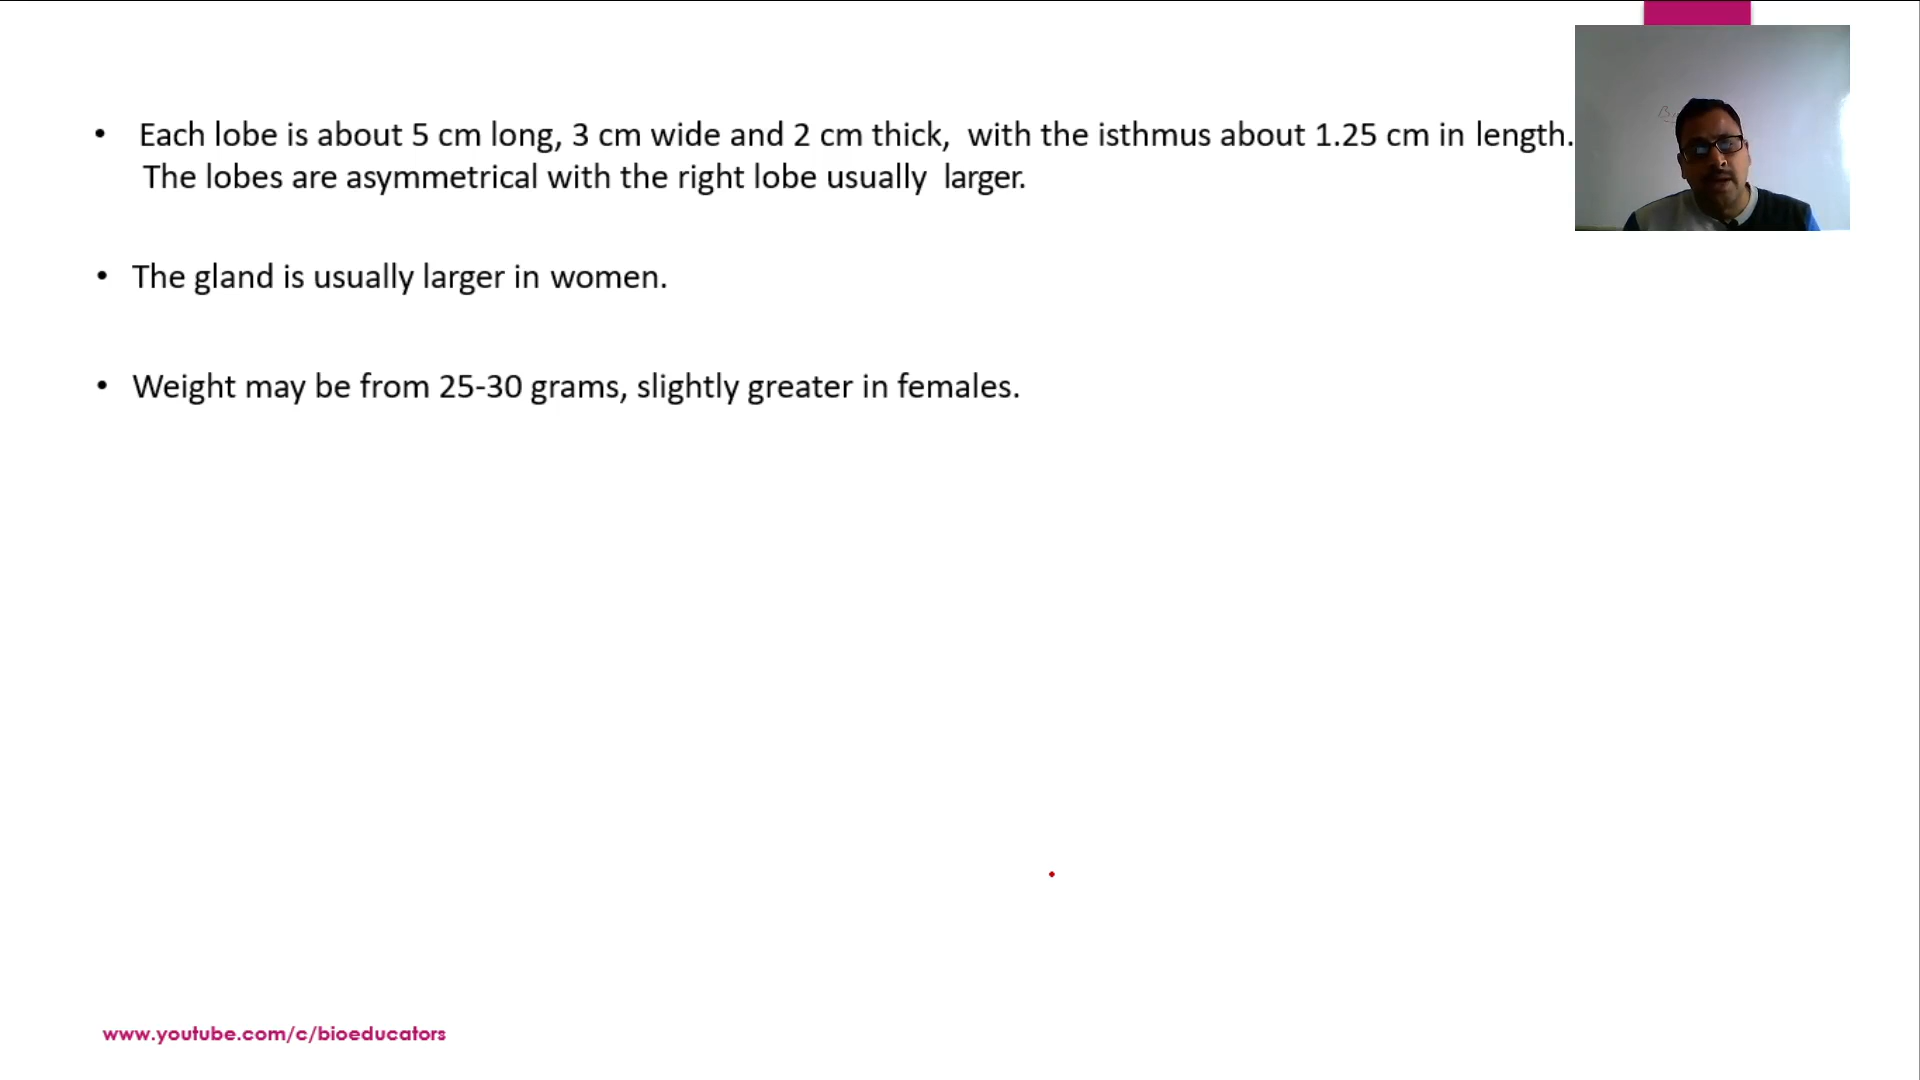 • Each lobe is about 5 cm long, 3 cm wide and 2 cm thick, with the isthmus about 1.25 cm in length.
The lobes are asymmetrical with the right lobe usually larger.
• The gland is usually larger in women.
• Weight may be from 25-30 grams, slightly greater in females.
www.youtube.com/c/bioeducators